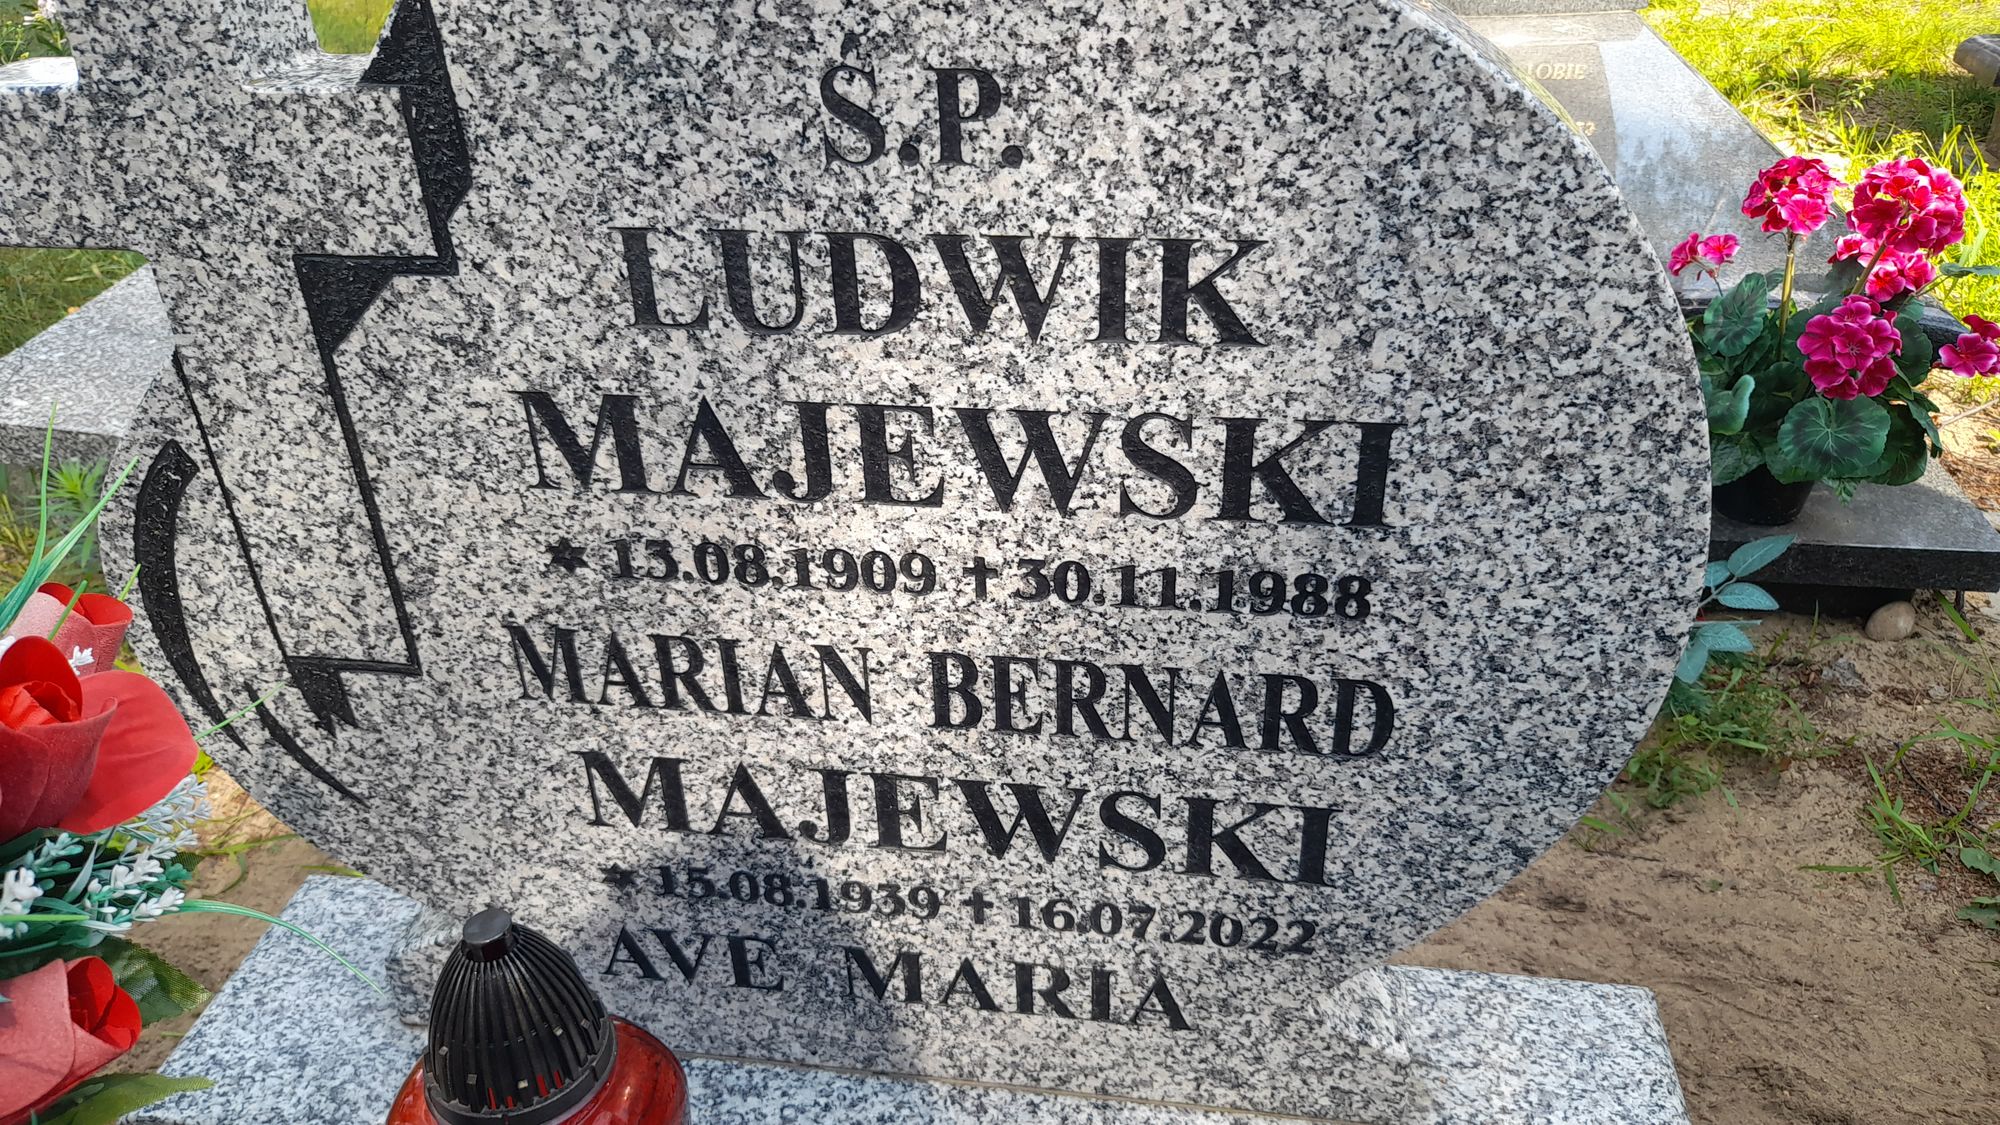 Ś.P.
LUDWIK
MAJEWSKI
* 13.08.1909 ✝ 30.11.1988
MARIAN BERNARD
MAJEWSKI
* 15.08.1939 ✝ 16.07.2022
AVE MARIA